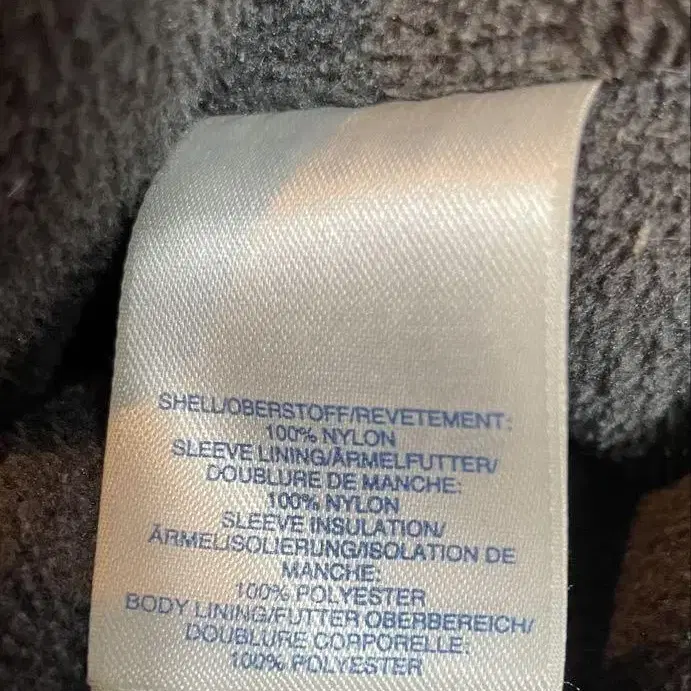 SHELL/OBERSTOFF/REVETEMENT:
100% NYLON
SLEEVE LINING/ÄRMELFUTTER/
DOUBLURE DE MANCHE:
100% NYLON
SLEEVE INSULATION/
ÄRMELISOLIERUNG/ISOLATION DE
MANCHE:
100% POLYESTER
BODY LINING/FUTTER OBERBEREICH/
DOUBLURE CORPORELLE:
100% POLYESTER